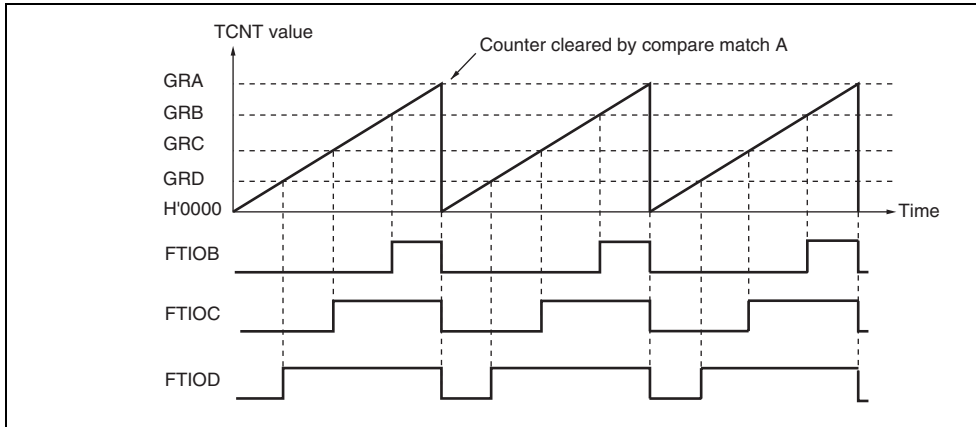 TCNT value
Counter cleared by compare match A
GRA
GRB
GRC
GRD
H'0000
Time
FTIOB
FTIOC
FTIOD